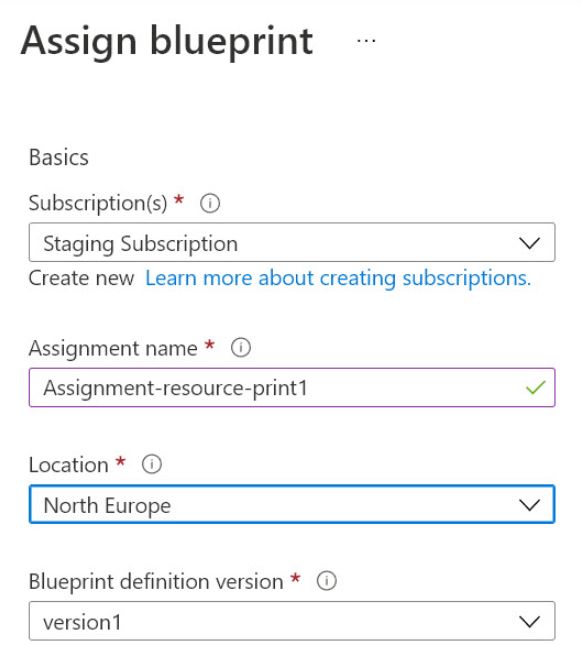 Assign blueprint ...
Basics
Subscription(s) *
Staging Subscription
Create new Learn more about creating subscriptions.
Assignment name *
Assignment-resource-print1
Location *
North Europe
Blueprint definition version *
version1